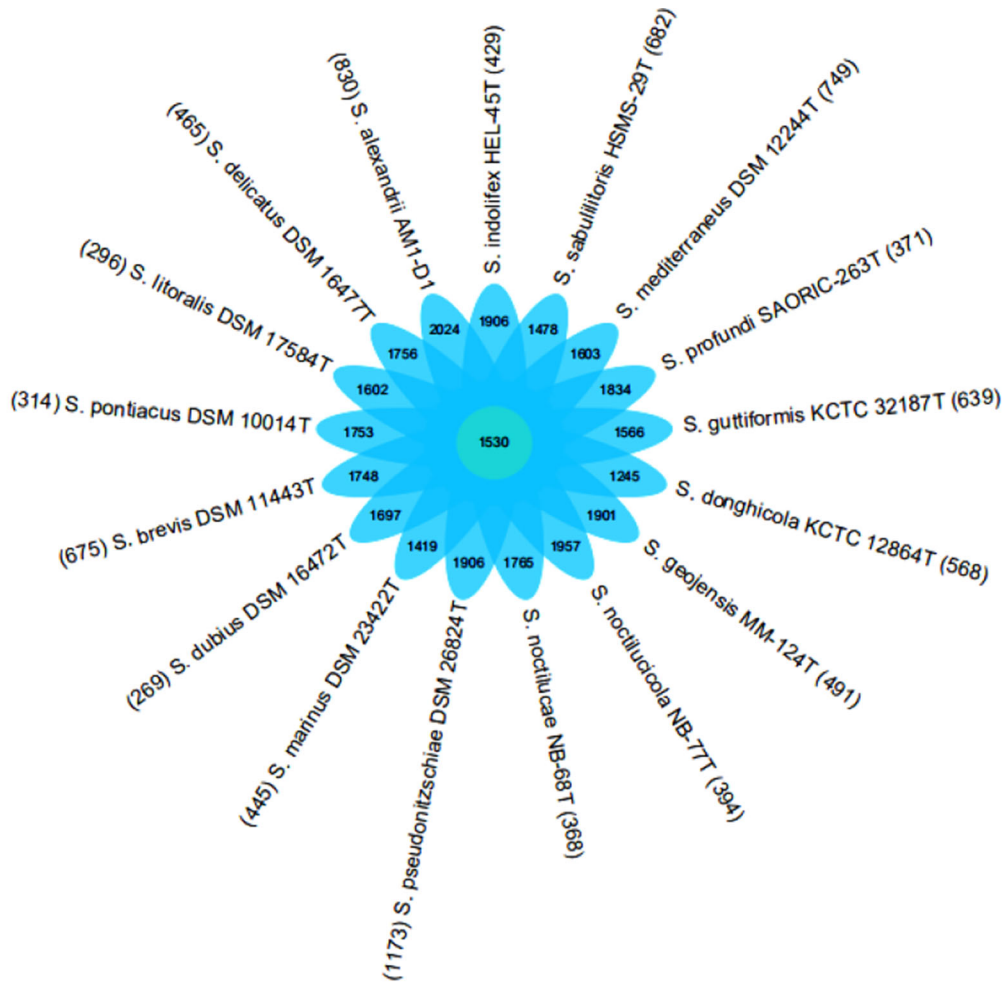 S. indolifex HEL-45T (429)
S. sabulilitoris HSMS-29T (682)
S. mediterraneus DSM 12244T (749)
S. profundi SAORIC-263T (371)
S. guttiformis KCTC 32187T (639)
S. donghicola KCTC 12864T (568)
S. geojensis MM-124T (491)
S. noctilucicola NB-77T (394)
S. noctilucae NB-68T (368)
(1173) S. pseudonitzschiae DSM 26824T
(445) S. marinus DSM 23422T
(269) S. dubius DSM 16472T
(675) S. brevis DSM 11443T
(314) S. pontiacus DSM 10014T
(296) S. litoralis DSM 17584T
(465) S. delicatus DSM 16477T
(830) S. alexandrii AM1-D1
1906
1478
1603
1834
1566
1245
1901
1957
1765
1906
1419
1697
1748
1753
1602
1756
2024
1530